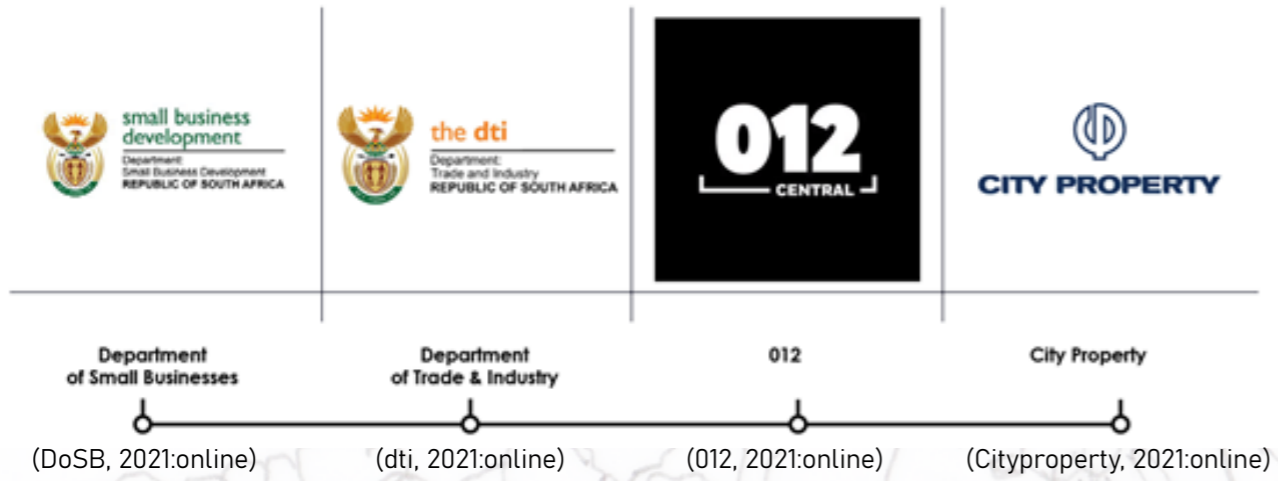 small business
development
Department:
Small Business Development
REPUBLIC OF SOUTH AFRICA
the dti
Department:
Trade and Industry
REPUBLIC OF SOUTH AFRICA
012
CENTRAL
CITY PROPERTY
Department
of Small Businesses
Department
of Trade & Industry
012
City Property
(DoSB, 2021:online)
(dti, 2021:online)
(012, 2021:online)
(Cityproperty, 2021:online)